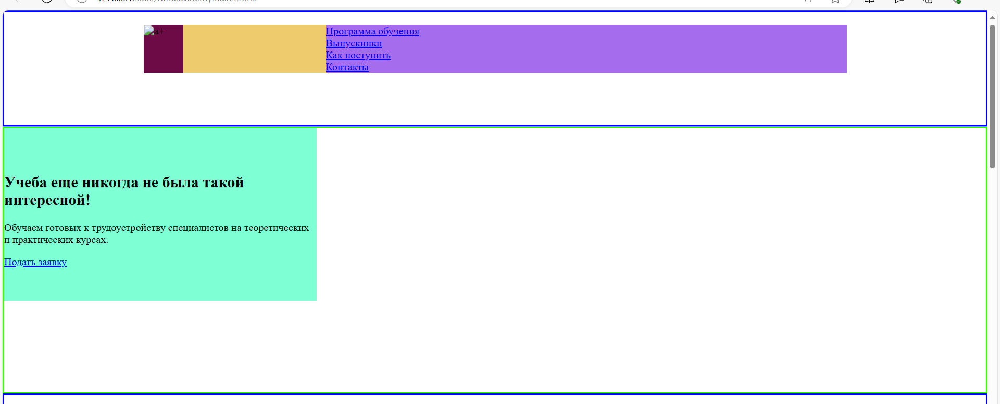 a+
Программа обучения
Выпускники
Как поступить
Контакты
Учеба еще никогда не была такой
интересной!
Обучаем готовых к трудоустройству специалистов на теоретических
и практических курсах.
Подать заявку